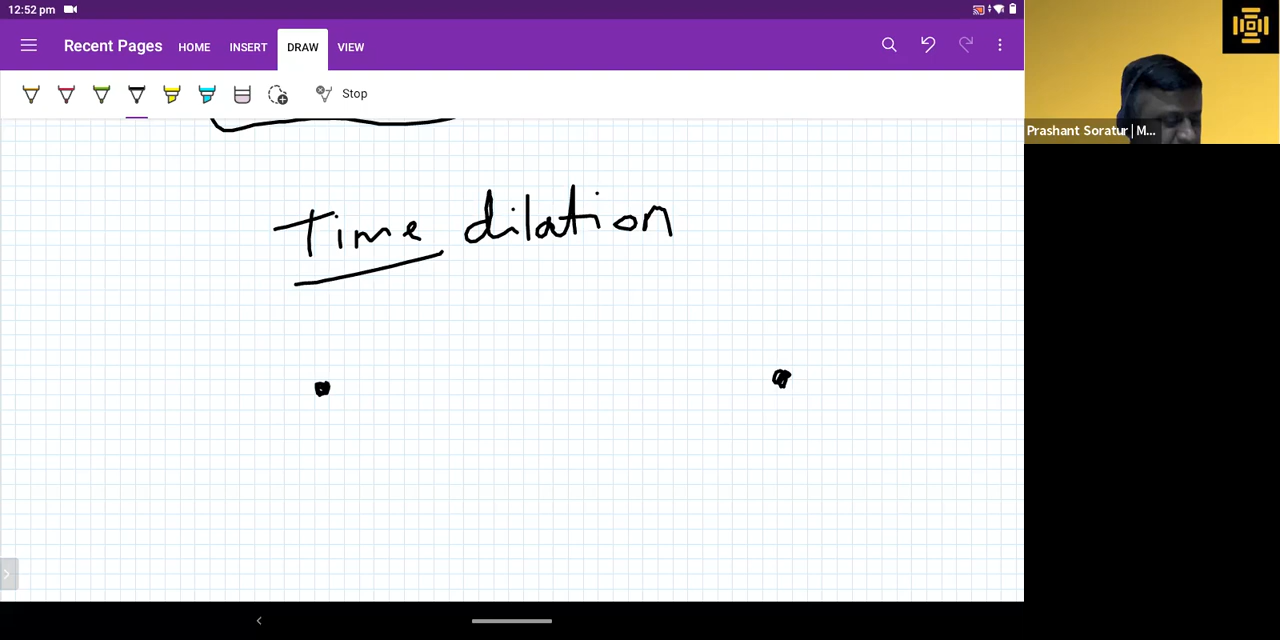 12:52 pm
Recent Pages HOME INSERT DRAW VIEW
Stop
Prashant Soratur | M...
Time dilation